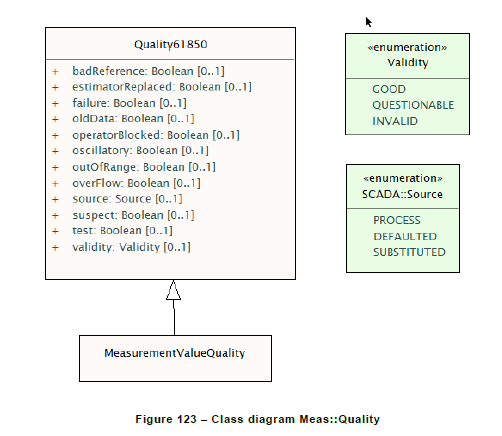 Quality61850
+ badReference: Boolean [0..1]
+ estimatorReplaced: Boolean [0..1]
+ failure: Boolean [0..1]
+ oldData: Boolean [0..1]
+ operatorBlocked: Boolean [0..1]
+ oscillatory: Boolean [0..1]
+ outOfRange: Boolean [0..1]
+ overFlow: Boolean [0..1]
+ source: Source [0..1]
+ suspect: Boolean [0..1]
+ test: Boolean [0..1]
+ validity: Validity [0..1]
«enumeration»
Validity
GOOD
QUESTIONABLE
INVALID
«enumeration»
SCADA::Source
PROCESS
DEFAULTED
SUBSTITUTED
MeasurementValueQuality
Figure 123 – Class diagram Meas::Quality